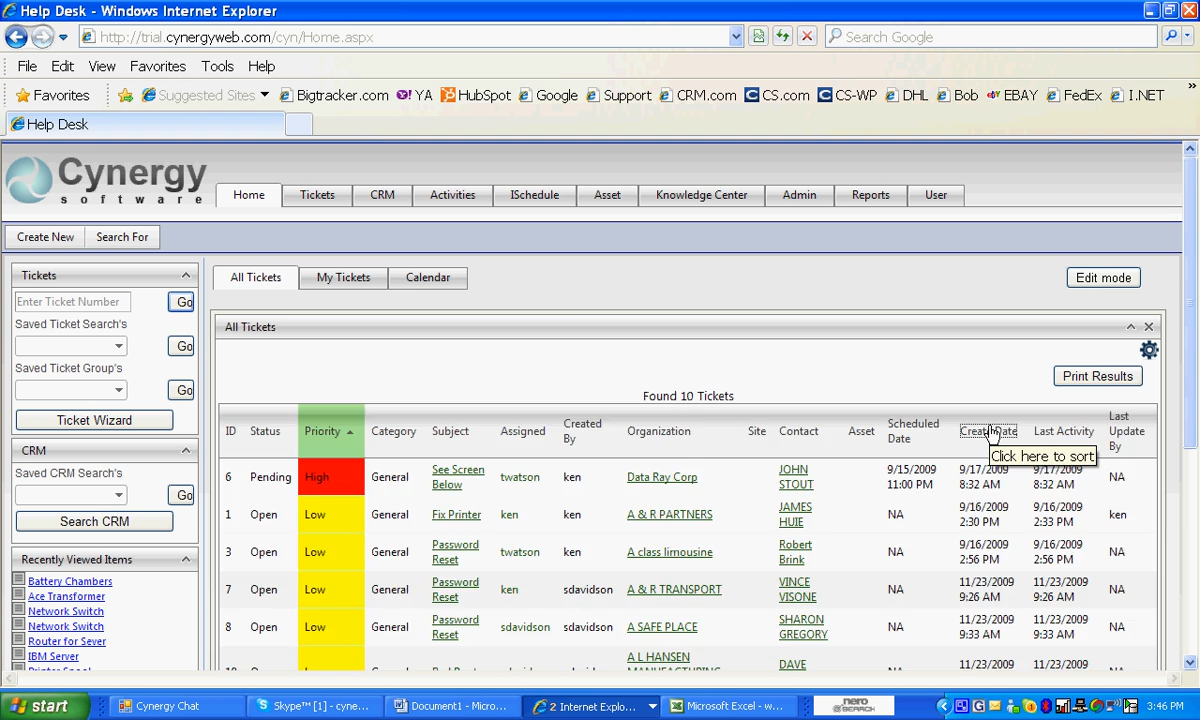 Help Desk - Windows Internet Explorer
http://trial.cynergyweb.com/cyn/Home.aspx
Search Google
File Edit View Favorites Tools Help
Favorites Suggested Sites Bigtracker.com YA HubSpot Google Support CRM.com CS.com CS-WP DHL Bob EBAY FedEx I.NET
Help Desk
Cynergy
software
Home Tickets CRM Activities ISchedule Asset Knowledge Center Admin Reports User
Create New Search For
Tickets
Enter Ticket Number Go
Saved Ticket Search's
Go
Saved Ticket Group's
Go
Ticket Wizard
CRM
Saved CRM Search's
Go
Search CRM
Recently Viewed Items
Battery Chambers
Ace Transformer
Network Switch
Network Switch
Router for Sever
IBM Server
All Tickets My Tickets Calendar
Edit mode
All Tickets
Print Results
Found 10 Tickets
ID Status Priority Category Subject Assigned Created By Organization Site Contact Asset Scheduled Date Create Date Last Activity Last Update By
Click here to sort
6 Pending High General See Screen Below twatson ken Data Ray Corp JOHN STOUT 9/15/2009 11:00 PM 9/17/2009 8:32 AM 9/17/2009 8:32 AM NA
1 Open Low General Fix Printer ken ken A & R PARTNERS JAMES HUIE NA 9/16/2009 2:30 PM 9/16/2009 2:33 PM ken
3 Open Low General Password Reset twatson ken A class limousine Robert Brink NA 9/16/2009 2:56 PM 9/16/2009 2:56 PM NA
7 Open Low General Password Reset ken sdavidson A & R TRANSPORT VINCE VISONE NA 11/23/2009 9:26 AM 11/23/2009 9:26 AM NA
8 Open Low General Password Reset sdavidson sdavidson A SAFE PLACE SHARON GREGORY NA 11/23/2009 9:33 AM 11/23/2009 9:33 AM NA
A L HANSEN DAVE 11/23/2009 11/23/2009
start Cynergy Chat Skype™ [1] - cyne... Document1 - Micro... 2 Internet Explo... Microsoft Excel - w... nero SEARCH 3:46 PM